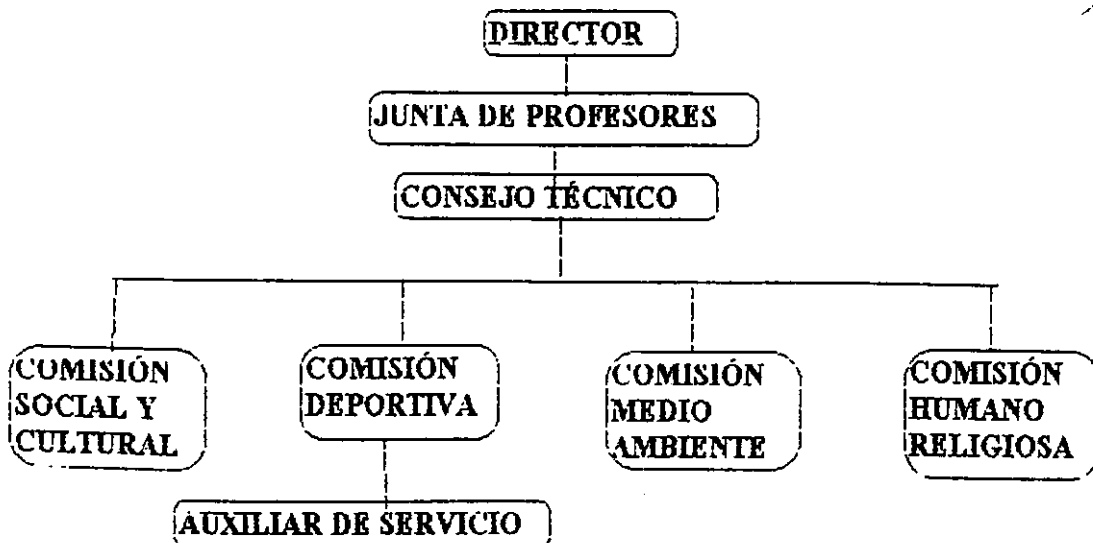 DIRECTOR
JUNTA DE PROFESORES
CONSEJO TÉCNICO
COMISIÓN
SOCIAL Y
CULTURAL
COMISIÓN
DEPORTIVA
COMISIÓN
MEDIO
AMBIENTE
COMISIÓN
HUMANO
RELIGIOSA
AUXILIAR DE SERVICIO